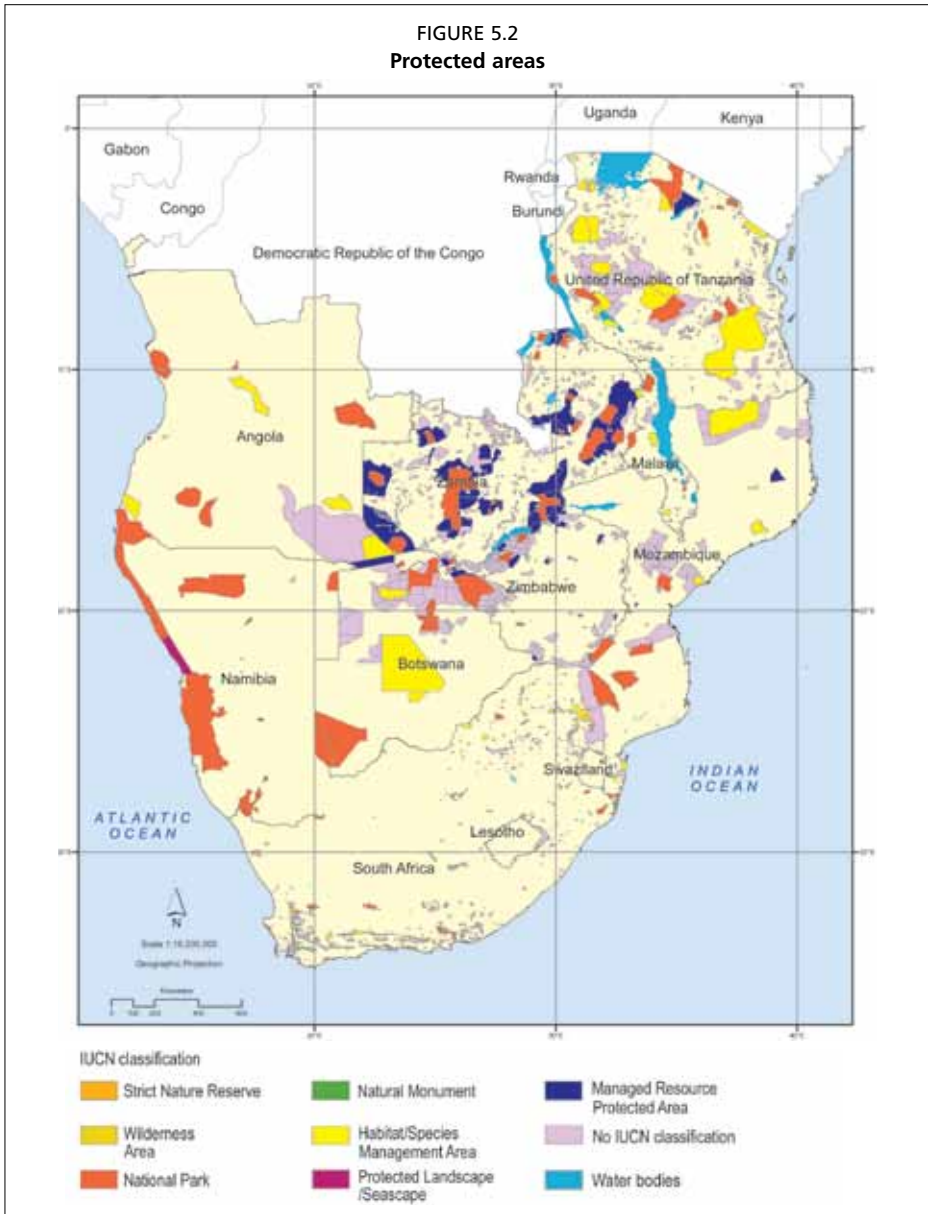 FIGURE 5.2
Protected areas
Uganda
Kenya
Gabon
Rwanda
Congo
Burundi
Democratic Republic of the Congo
United Republic of Tanzania
Angola
Malawi
Zambia
Mozambique
Zimbabwe
Botswana
Namibia
Swaziland
INDIAN
OCEAN
ATLANTIC
OCEAN
Lesotho
South Africa
N
Geographic Projection
Kilometers
IUCN classification
Strict Nature Reserve
Natural Monument
Managed Resource
Protected Area
Wilderness
Area
Habitat/Species
Management Area
No IUCN classification
National Park
Protected Landscape
/Seascape
Water bodies